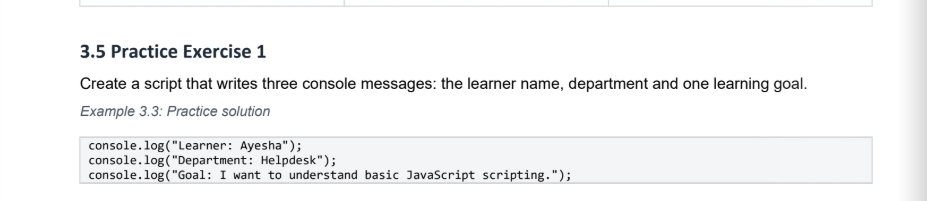 3.5 Practice Exercise 1
Create a script that writes three console messages: the learner name, department and one learning goal.
Example 3.3: Practice solution
console.log("Learner: Ayesha");
console.log("Department: Helpdesk");
console.log("Goal: I want to understand basic JavaScript scripting.");